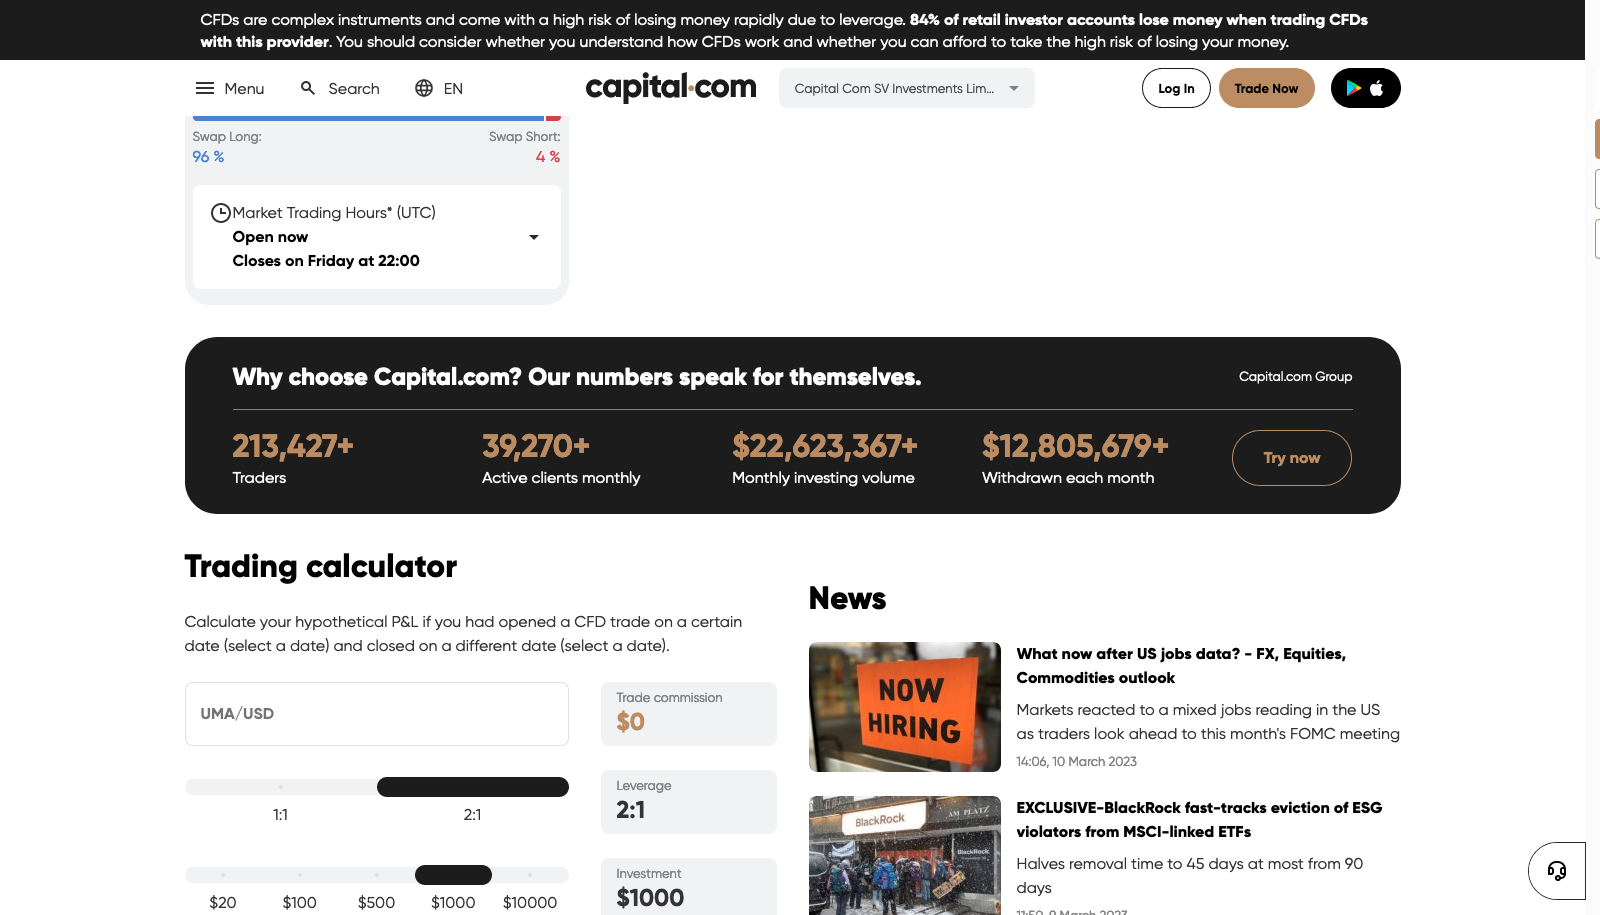 CFDs are complex instruments and come with a high risk of losing money rapidly due to leverage. 84% of retail investor accounts lose money when trading CFDs
with this provider. You should consider whether you understand how CFDs work and whether you can afford to take the high risk of losing your money.
Menu Search EN capital.com Capital Com SV Investments Lim... Log In Trade Now
Swap Long: Swap Short:
96 % 4 %
Market Trading Hours* (UTC)
Open now
Closes on Friday at 22:00
Why choose Capital.com? Our numbers speak for themselves. Capital.com Group
213,427+ 39,270+ $22,623,367+ $12,805,679+
Traders Active clients monthly Monthly investing volume Withdrawn each month
Try now
Trading calculator
Calculate your hypothetical P&L if you had opened a CFD trade on a certain
date (select a date) and closed on a different date (select a date).
UMA/USD
Trade commission
$0
1:1 2:1
Leverage
2:1
$20 $100 $500 $1000 $10000
Investment
$1000
News
NOW
HIRING
What now after US jobs data? - FX, Equities,
Commodities outlook
Markets reacted to a mixed jobs reading in the US
as traders look ahead to this month's FOMC meeting
14:06, 10 March 2023
AM PLATZ
BlackRock
BlackRock
EXCLUSIVE-BlackRock fast-tracks eviction of ESG
violators from MSCI-linked ETFs
Halves removal time to 45 days at most from 90
days
11:50, 9 March 2023